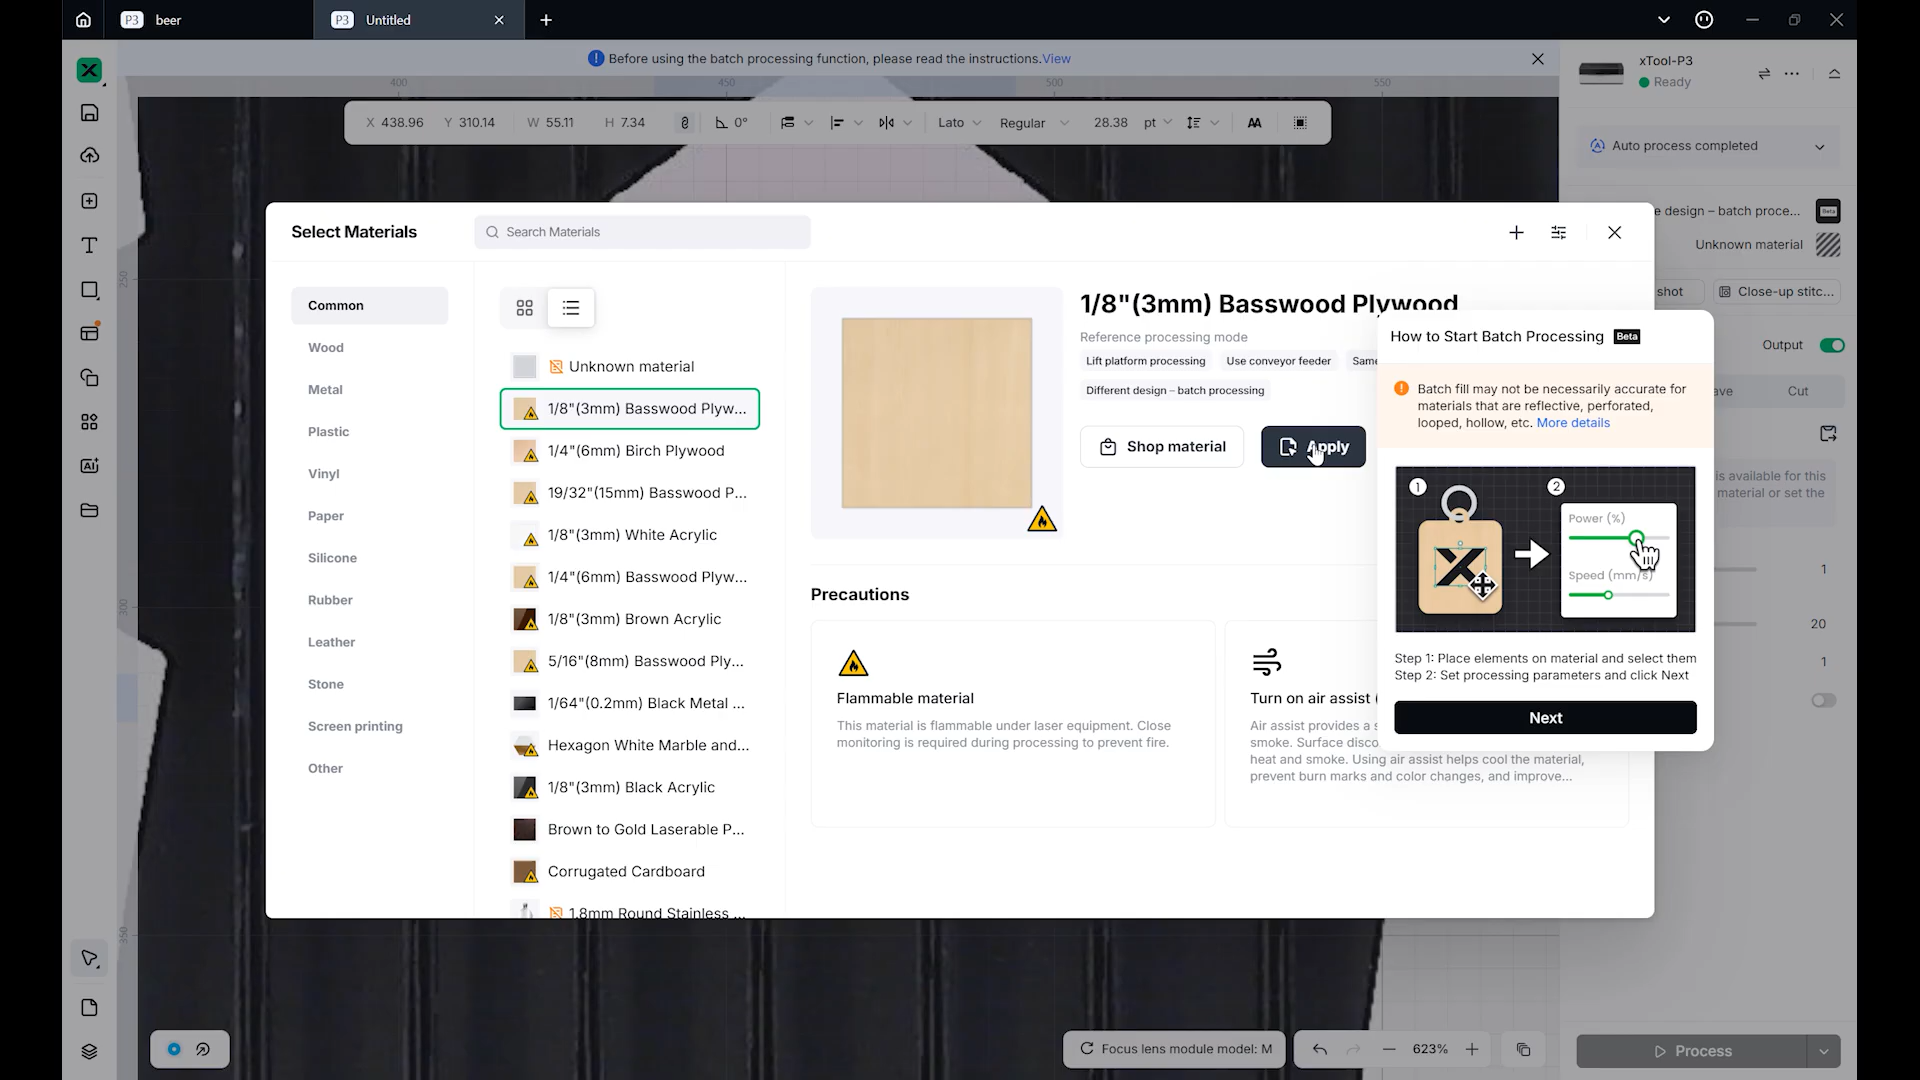 P3 beer
P3 Untitled
Before using the batch processing function, please read the instructions.View
400
450
500
550
X 438.96 Y 310.14 W 55.11 H 7.34 0° Lato Regular 28.38 pt AA
xTool-P3
Ready
Auto process completed
e design – batch proce...
Beta
Unknown material
shot
Close-up stitc...
Output
ave
Cut
is available for this
material or set the
1
20
1
Select Materials
Search Materials
Common
Wood
Metal
Plastic
Vinyl
Paper
Silicone
Rubber
Leather
Stone
Screen printing
Other
Unknown material
1/8"(3mm) Basswood Plyw...
1/4"(6mm) Birch Plywood
19/32"(15mm) Basswood P...
1/8"(3mm) White Acrylic
1/4"(6mm) Basswood Plyw...
1/8"(3mm) Brown Acrylic
5/16"(8mm) Basswood Ply...
1/64"(0.2mm) Black Metal ...
Hexagon White Marble and...
1/8"(3mm) Black Acrylic
Brown to Gold Laserable P...
Corrugated Cardboard
1.8mm Round Stainless ...
1/8"(3mm) Basswood Plywood
Reference processing mode
Lift platform processing
Use conveyor feeder
Same
Different design – batch processing
Shop material
Apply
Precautions
Flammable material
This material is flammable under laser equipment. Close
monitoring is required during processing to prevent fire.
Turn on air assist (
Air assist provides a s
smoke. Surface disco
heat and smoke. Using air assist helps cool the material,
prevent burn marks and color changes, and improve...
How to Start Batch Processing Beta
Batch fill may not be necessarily accurate for
materials that are reflective, perforated,
looped, hollow, etc. More details
1
2
Power (%)
Speed (mm/s)
Step 1: Place elements on material and select them
Step 2: Set processing parameters and click Next
Next
250
300
350
Ai
Focus lens module model: M
623%
Process